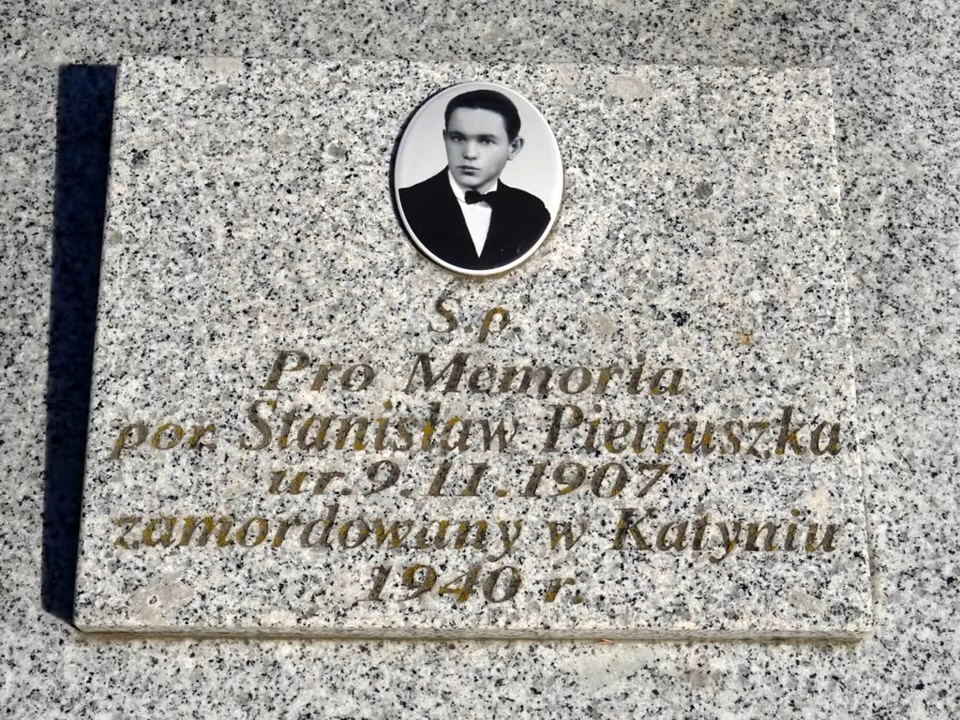 Ś.p
Pro Memoria
por. Stanisław Pietruszka
ur. 9.11.1907
zamordowany w Katyniu
1940 r.